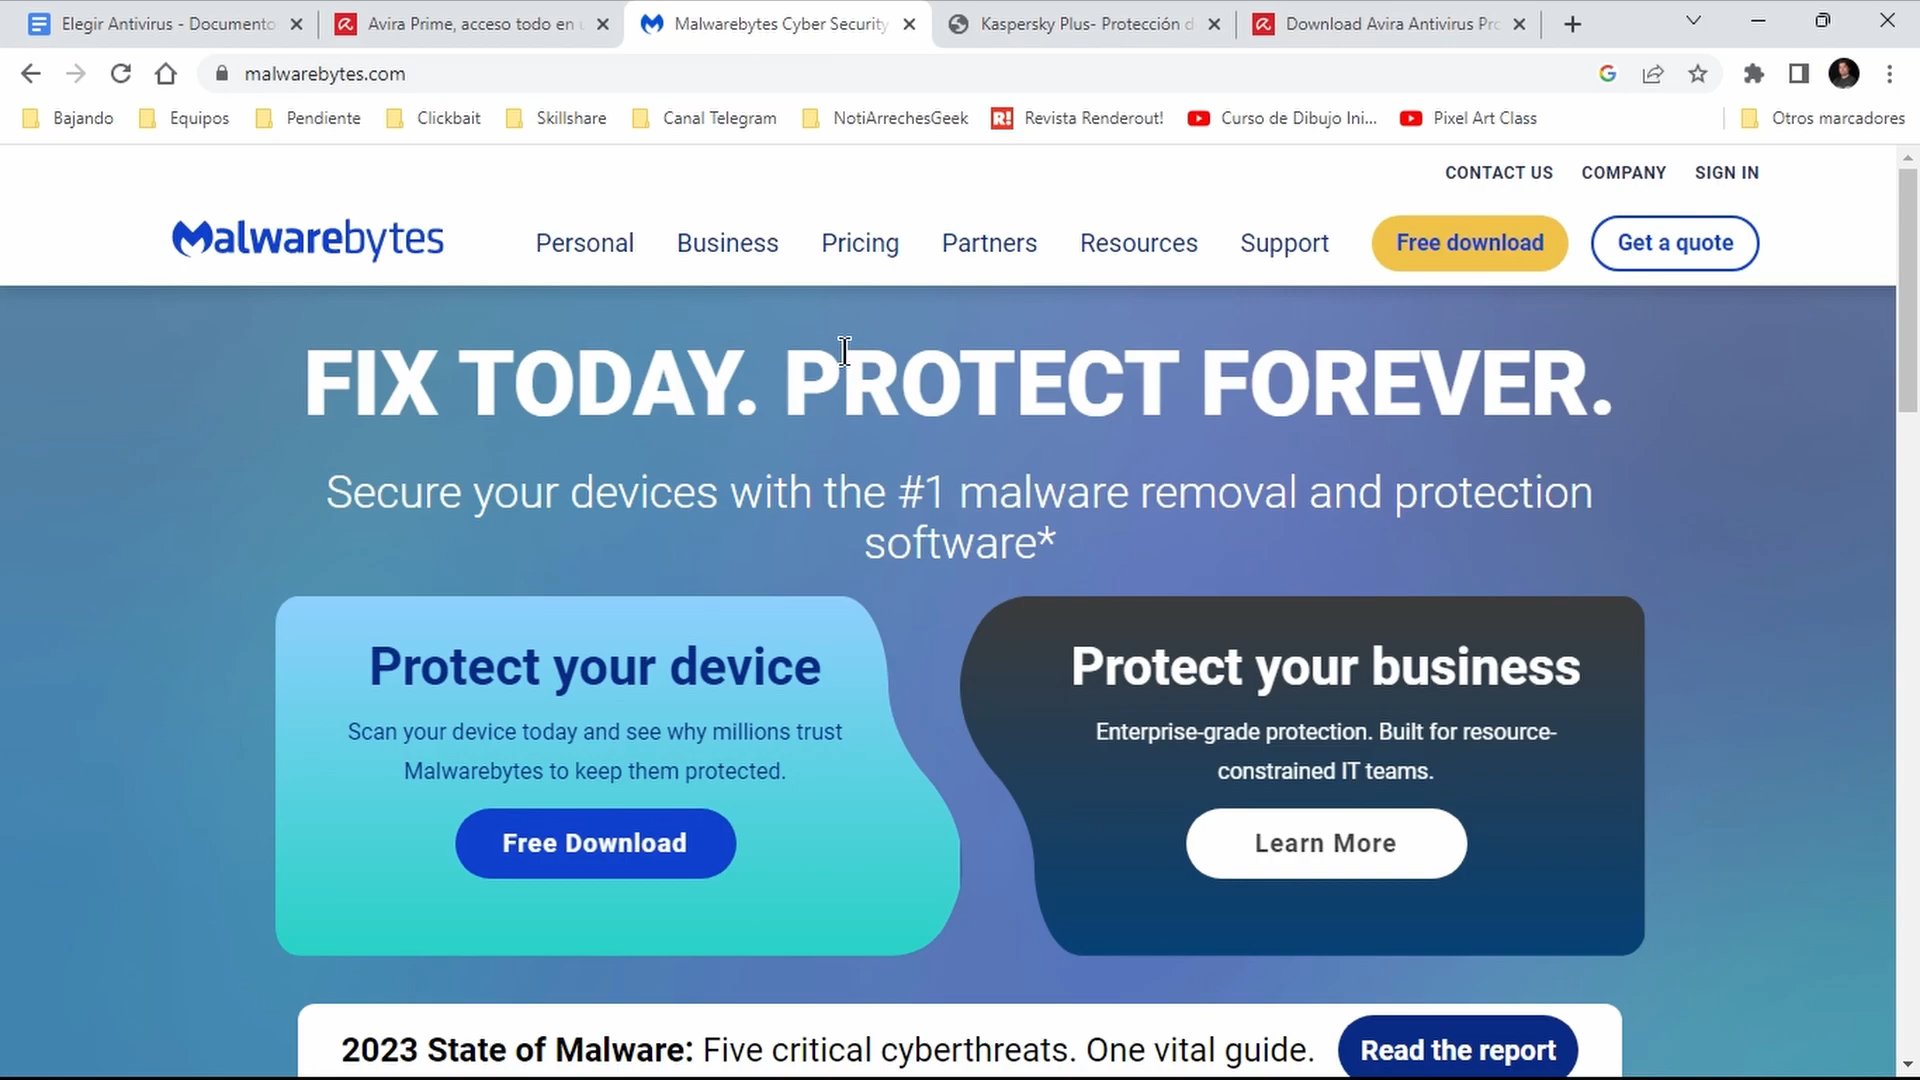 Elegir Antivirus - Documento
Avira Prime, acceso todo en u
Malwarebytes Cyber Security
Kaspersky Plus- Protección d
Download Avira Antivirus Pro
malwarebytes.com
Bajando
Equipos
Pendiente
Clickbait
Skillshare
Canal Telegram
NotiArrechesGeek
R!
Revista Renderout!
Curso de Dibujo Ini...
Pixel Art Class
Otros marcadores
CONTACT US
COMPANY
SIGN IN
Malwarebytes
Personal
Business
Pricing
Partners
Resources
Support
Free download
Get a quote
FIX TODAY. PROTECT FOREVER.
Secure your devices with the #1 malware removal and protection
software*
Protect your device
Scan your device today and see why millions trust
Malwarebytes to keep them protected.
Free Download
Protect your business
Enterprise-grade protection. Built for resource-
constrained IT teams.
Learn More
2023 State of Malware: Five critical cyberthreats. One vital guide.
Read the report